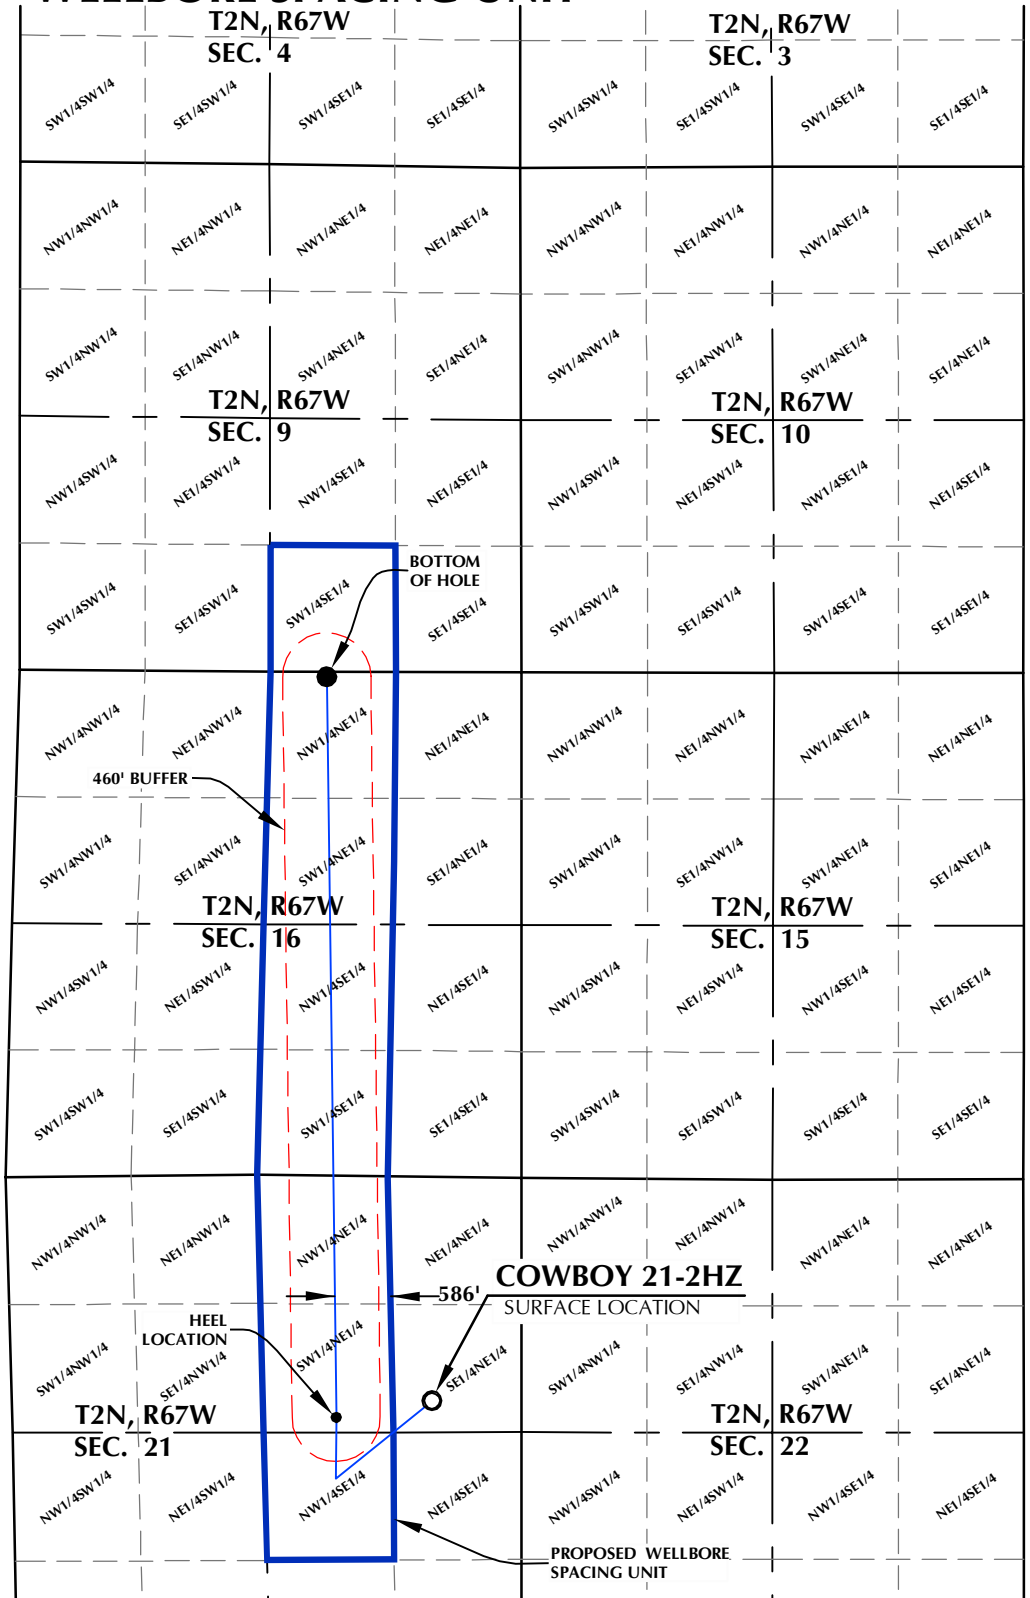 WELLBORE SPACING UNIT
T2N, R67W
SEC. 4
T2N, R67W
SEC. 3
SW1/4SW1/4
SE1/4SW1/4
SW1/4SE1/4
SE1/4SE1/4
SW1/4SW1/4
SE1/4SW1/4
SW1/4SE1/4
SE1/4SE1/4
NW1/4NW1/4
NE1/4NW1/4
NW1/4NE1/4
NE1/4NE1/4
NW1/4NW1/4
NE1/4NW1/4
NW1/4NE1/4
NE1/4NE1/4
SW1/4NW1/4
SE1/4NW1/4
SW1/4NE1/4
SE1/4NE1/4
SW1/4NW1/4
SE1/4NW1/4
SW1/4NE1/4
SE1/4NE1/4
T2N, R67W
SEC. 9
T2N, R67W
SEC. 10
NW1/4SW1/4
NE1/4SW1/4
NW1/4SE1/4
NE1/4SE1/4
NW1/4SW1/4
NE1/4SW1/4
NW1/4SE1/4
NE1/4SE1/4
BOTTOM
OF HOLE
SW1/4SW1/4
SE1/4SW1/4
SW1/4SE1/4
SE1/4SE1/4
SW1/4SW1/4
SE1/4SW1/4
SW1/4SE1/4
SE1/4SE1/4
NW1/4NW1/4
NE1/4NW1/4
NW1/4NE1/4
NE1/4NE1/4
NW1/4NW1/4
NE1/4NW1/4
NW1/4NE1/4
NE1/4NE1/4
460' BUFFER
SW1/4NW1/4
SE1/4NW1/4
SW1/4NE1/4
SE1/4NE1/4
SW1/4NW1/4
SE1/4NW1/4
SW1/4NE1/4
SE1/4NE1/4
T2N, R67W
SEC. 16
T2N, R67W
SEC. 15
NW1/4SW1/4
NE1/4SW1/4
NW1/4SE1/4
NE1/4SE1/4
NW1/4SW1/4
NE1/4SW1/4
NW1/4SE1/4
NE1/4SE1/4
SW1/4SW1/4
SE1/4SW1/4
SW1/4SE1/4
SE1/4SE1/4
SW1/4SW1/4
SE1/4SW1/4
SW1/4SE1/4
SE1/4SE1/4
NW1/4NW1/4
NE1/4NW1/4
NW1/4NE1/4
NE1/4NE1/4
NW1/4NW1/4
NE1/4NW1/4
NW1/4NE1/4
NE1/4NE1/4
586'
COWBOY 21-2HZ
SURFACE LOCATION
HEEL
LOCATION
SW1/4NW1/4
SE1/4NW1/4
SW1/4NE1/4
SE1/4NE1/4
SW1/4NW1/4
SE1/4NW1/4
SW1/4NE1/4
SE1/4NE1/4
T2N, R67W
SEC. 21
T2N, R67W
SEC. 22
NW1/4SW1/4
NE1/4SW1/4
NW1/4SE1/4
NE1/4SE1/4
NW1/4SW1/4
NE1/4SW1/4
NW1/4SE1/4
NE1/4SE1/4
PROPOSED WELLBORE
SPACING UNIT